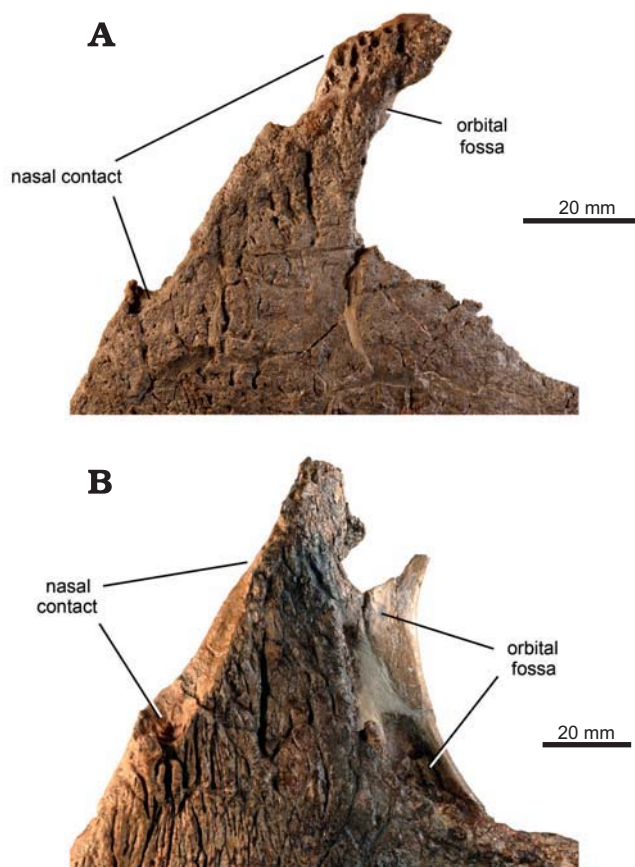 A
orbital
fossa
nasal contact
20 mm
B
nasal
contact
orbital
fossa
20 mm